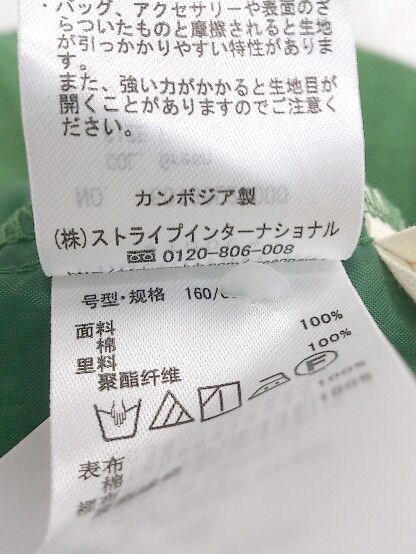 ・バッグ、アクセサリーや表面のざ
らついたものと摩擦されると生地
が引っかかりやすい特性がありま
す。
また、強い力がかかると生地目が
開くことがありますのでご注意く
ださい。
カンボジア製
(株)ストライプインターナショナル
0120-806-008
号型·规格 160/
面料
棉 100%
里料
聚酯纤维 100%
F
表布
棉 100%
100%